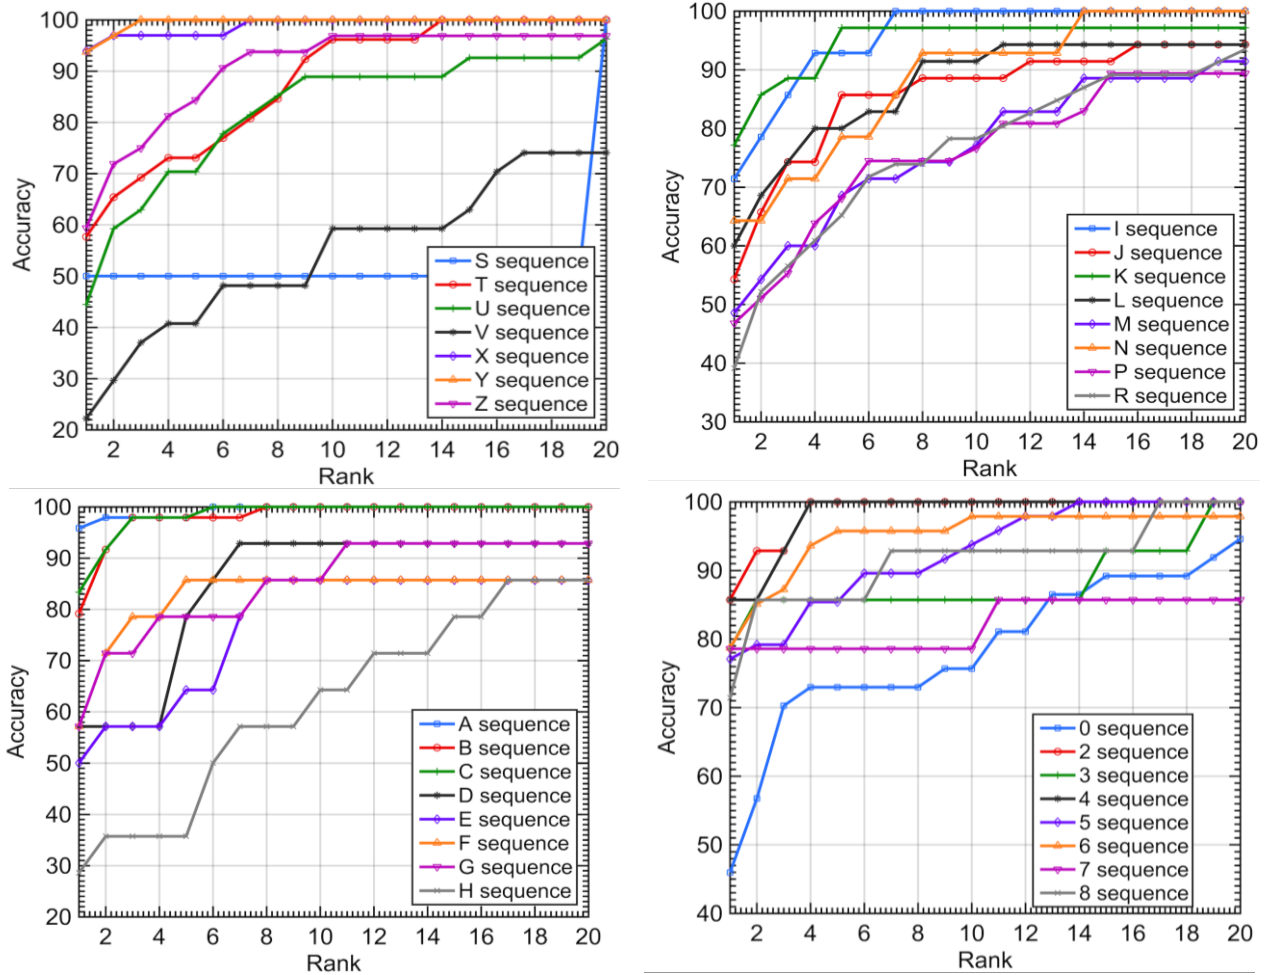 100
90
80
70
60
50
40
30
20
Accuracy
2 4 6 8 10 12 14 16 18 20
Rank
S sequence
T sequence
U sequence
V sequence
X sequence
Y sequence
Z sequence
100
90
80
70
60
50
40
30
Accuracy
2 4 6 8 10 12 14 16 18 20
Rank
I sequence
J sequence
K sequence
L sequence
M sequence
N sequence
P sequence
R sequence
100
90
80
70
60
50
40
30
20
Accuracy
2 4 6 8 10 12 14 16 18 20
Rank
A sequence
B sequence
C sequence
D sequence
E sequence
F sequence
G sequence
H sequence
100
90
80
70
60
50
40
Accuracy
2 4 6 8 10 12 14 16 18 20
Rank
0 sequence
2 sequence
3 sequence
4 sequence
5 sequence
6 sequence
7 sequence
8 sequence